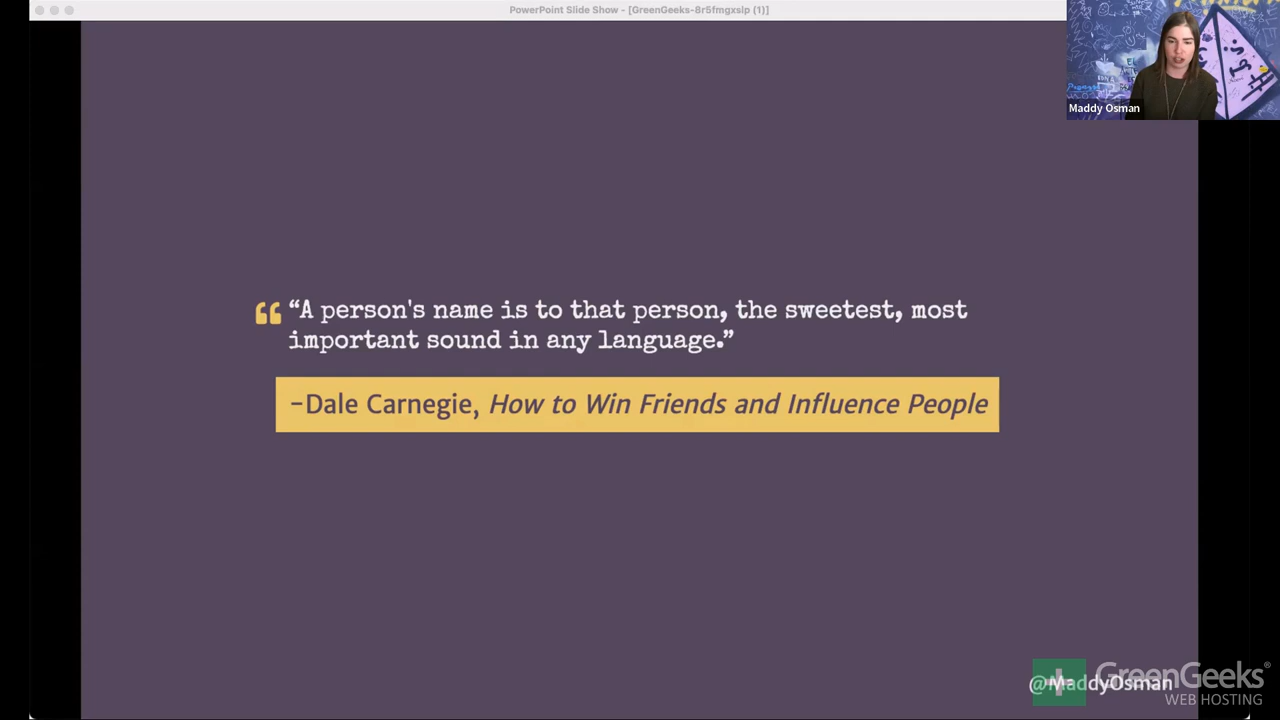 PowerPoint Slide Show - [GreenGeeks-8r5fmgxslp (1)]
Maddy Osman
“A person's name is to that person, the sweetest, most
important sound in any language.”
-Dale Carnegie, How to Win Friends and Influence People
@MaddyOsman
GreenGeeks®
WEB HOSTING